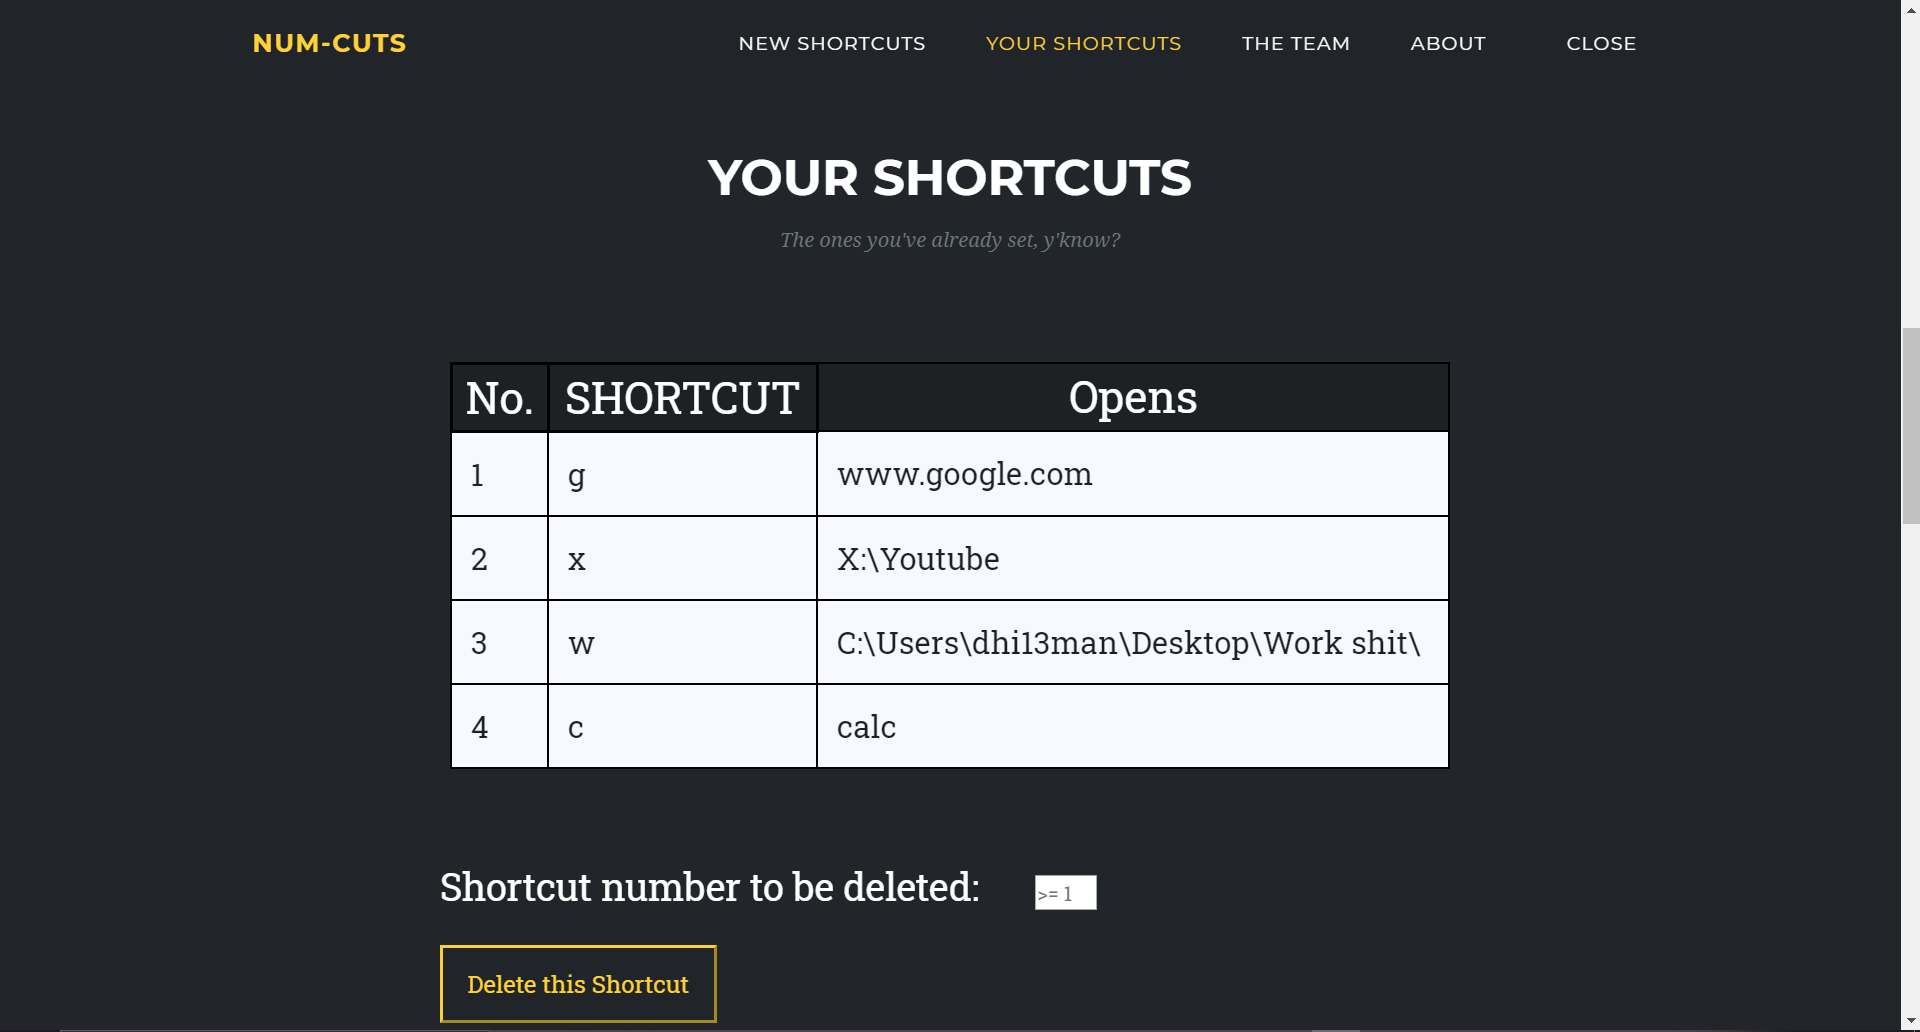 NUM-CUTS NEW SHORTCUTS YOUR SHORTCUTS THE TEAM ABOUT CLOSE
YOUR SHORTCUTS
The ones you've already set, y'know?
No. SHORTCUT Opens
1 g www.google.com
2 x X:\Youtube
3 w C:\Users\dhi13man\Desktop\Work shit\
4 c calc
Shortcut number to be deleted: >= 1
Delete this Shortcut